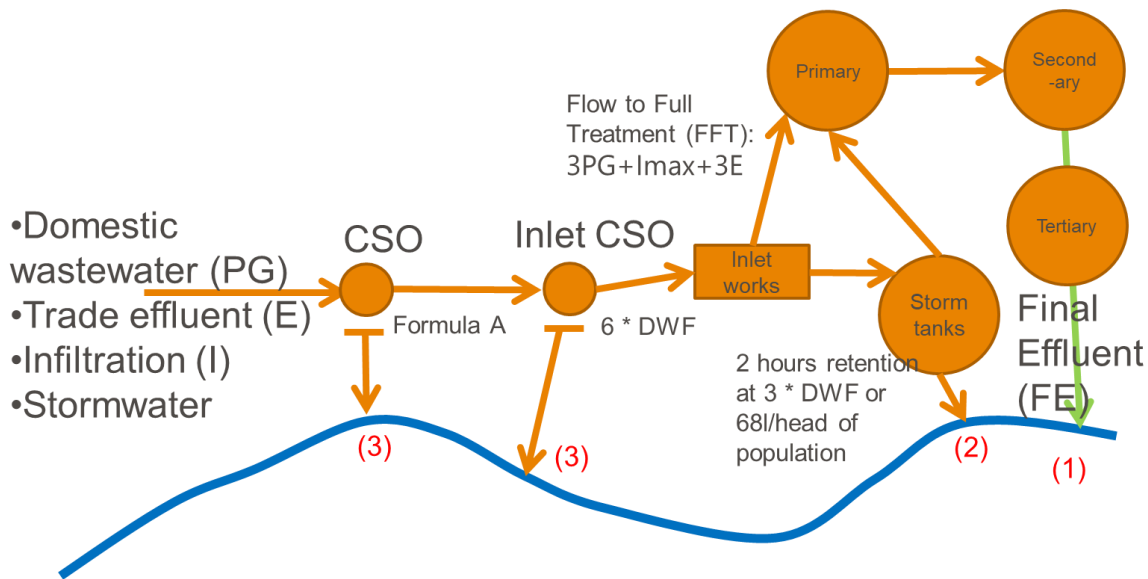 •Domestic
wastewater (PG)
•Trade effluent (E)
•Infiltration (I)
•Stormwater
CSO
Formula A
(3)
Inlet CSO
6 * DWF
(3)
Inlet
works
Flow to Full
Treatment (FFT):
3PG+Imax+3E
Primary
Second
-ary
Tertiary
Storm
tanks
2 hours retention
at 3 * DWF or
68l/head of
population
(2)
Final
Effluent
(FE)
(1)